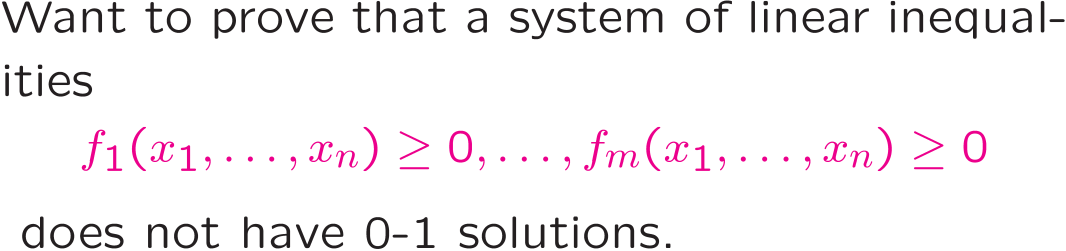 Want to prove that a system of linear inequal-
ities
f₁(x₁, . . . , xₙ) ≥ 0, . . . , fₘ(x₁, . . . , xₙ) ≥ 0
does not have 0-1 solutions.